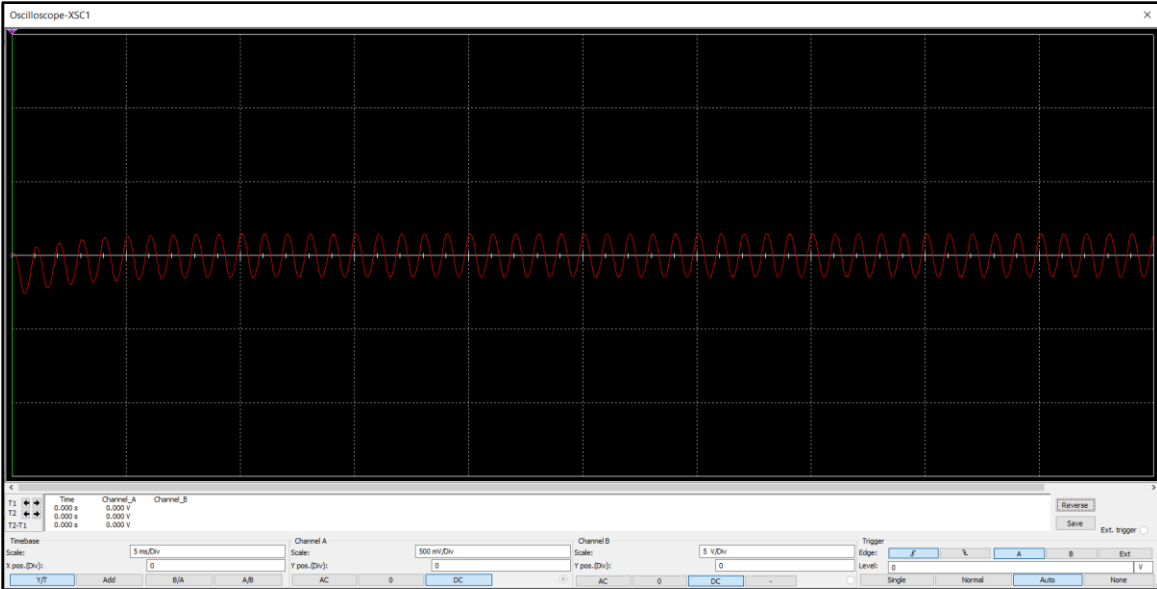 Oscilloscope-XSC1 ×
T1 Time Channel_A Channel_B
0.000 s 0.000 V
T2 0.000 s 0.000 V
T2-T1 0.000 s 0.000 V
Reverse
Save Ext. trigger
Timebase Channel A Channel B Trigger
Scale: 5 ms/Div Scale: 500 mV/Div Scale: 5 V/Div Edge: A B Ext
X pos.(Div): 0 Y pos.(Div): 0 Y pos.(Div): 0 Level: 0 V
Y/T Add B/A A/B AC 0 DC AC 0 DC - Single Normal Auto None